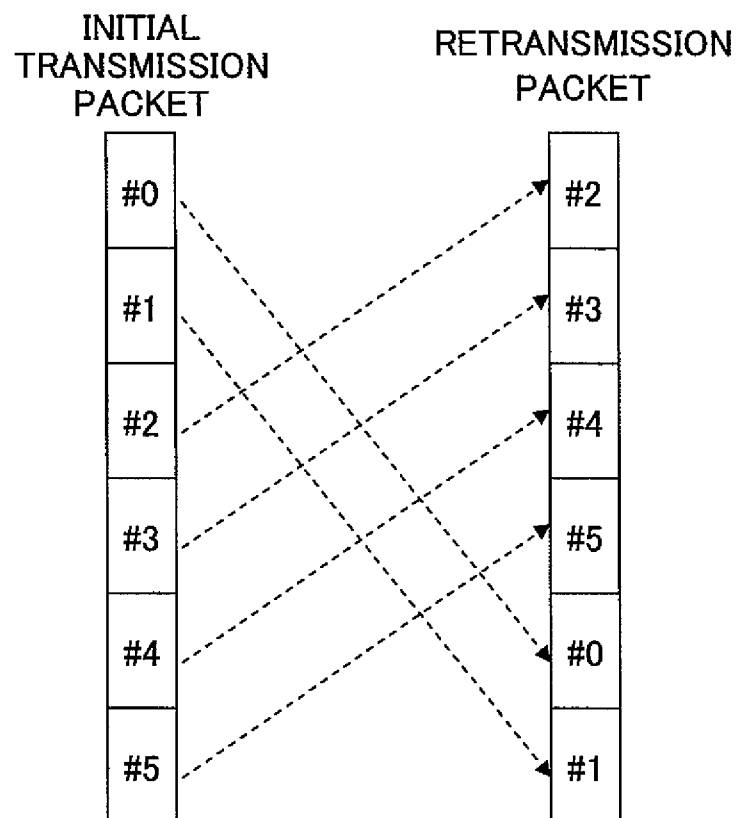 INITIAL
TRANSMISSION
PACKET
#0
#1
#2
#3
#4
#5
RETRANSMISSION
PACKET
#2
#3
#4
#5
#0
#1